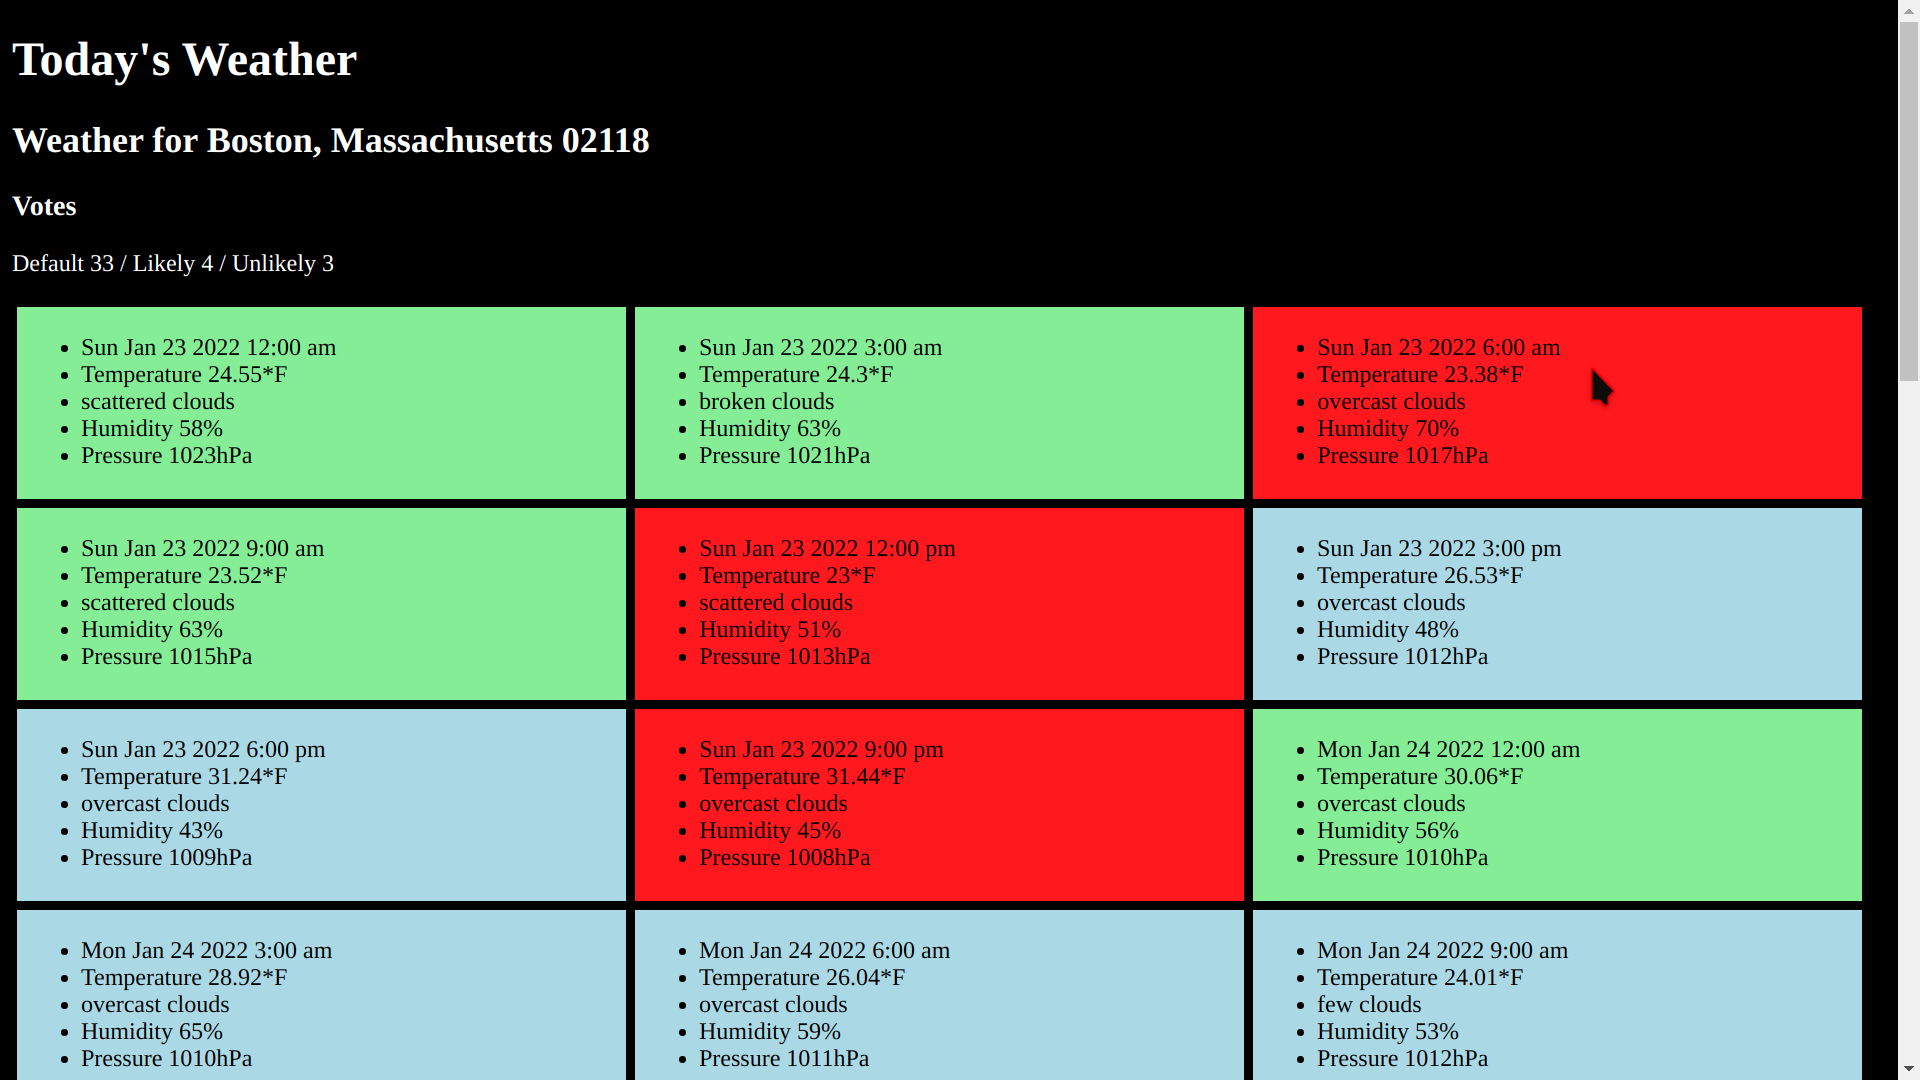 Today's Weather
Weather for Boston, Massachusetts 02118
Votes
Default 33 / Likely 4 / Unlikely 3
Sun Jan 23 2022 12:00 am
Temperature 24.55*F
scattered clouds
Humidity 58%
Pressure 1023hPa
Sun Jan 23 2022 3:00 am
Temperature 24.3*F
broken clouds
Humidity 63%
Pressure 1021hPa
Sun Jan 23 2022 6:00 am
Temperature 23.38*F
overcast clouds
Humidity 70%
Pressure 1017hPa
Sun Jan 23 2022 9:00 am
Temperature 23.52*F
scattered clouds
Humidity 63%
Pressure 1015hPa
Sun Jan 23 2022 12:00 pm
Temperature 23*F
scattered clouds
Humidity 51%
Pressure 1013hPa
Sun Jan 23 2022 3:00 pm
Temperature 26.53*F
overcast clouds
Humidity 48%
Pressure 1012hPa
Sun Jan 23 2022 6:00 pm
Temperature 31.24*F
overcast clouds
Humidity 43%
Pressure 1009hPa
Sun Jan 23 2022 9:00 pm
Temperature 31.44*F
overcast clouds
Humidity 45%
Pressure 1008hPa
Mon Jan 24 2022 12:00 am
Temperature 30.06*F
overcast clouds
Humidity 56%
Pressure 1010hPa
Mon Jan 24 2022 3:00 am
Temperature 28.92*F
overcast clouds
Humidity 65%
Pressure 1010hPa
Mon Jan 24 2022 6:00 am
Temperature 26.04*F
overcast clouds
Humidity 59%
Pressure 1011hPa
Mon Jan 24 2022 9:00 am
Temperature 24.01*F
few clouds
Humidity 53%
Pressure 1012hPa